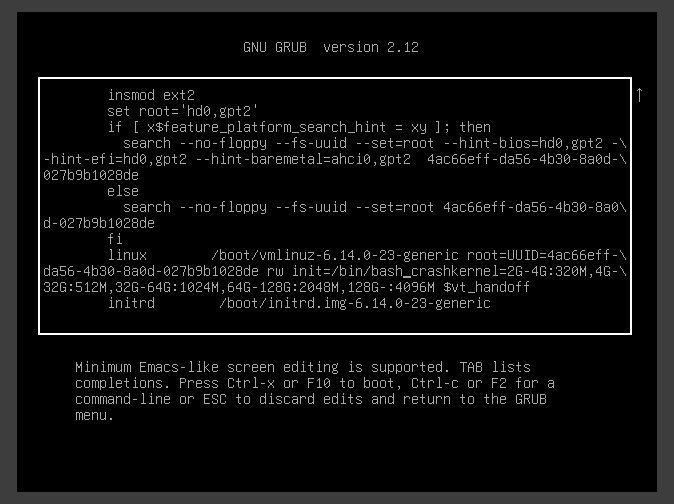 GNU GRUB  version 2.12
insmod ext2
set root='hd0,gpt2'
if [ x$feature_platform_search_hint = xy ]; then
search --no-floppy --fs-uuid --set=root --hint-bios=hd0,gpt2 -\
-hint-efi=hd0,gpt2 --hint-baremetal=ahci0,gpt2  4ac66eff-da56-4b30-8a0d-\
027b9b1028de
else
search --no-floppy --fs-uuid --set=root 4ac66eff-da56-4b30-8a0\
d-027b9b1028de
fi
linux        /boot/vmlinuz-6.14.0-23-generic root=UUID=4ac66eff-\
da56-4b30-8a0d-027b9b1028de rw init=/bin/bash_crashkernel=2G-4G:320M,4G-\
32G:512M,32G-64G:1024M,64G-128G:2048M,128G-:4096M $vt_handoff
initrd        /boot/initrd.img-6.14.0-23-generic
Minimum Emacs-like screen editing is supported. TAB lists
completions. Press Ctrl-x or F10 to boot, Ctrl-c or F2 for a
command-line or ESC to discard edits and return to the GRUB
menu.